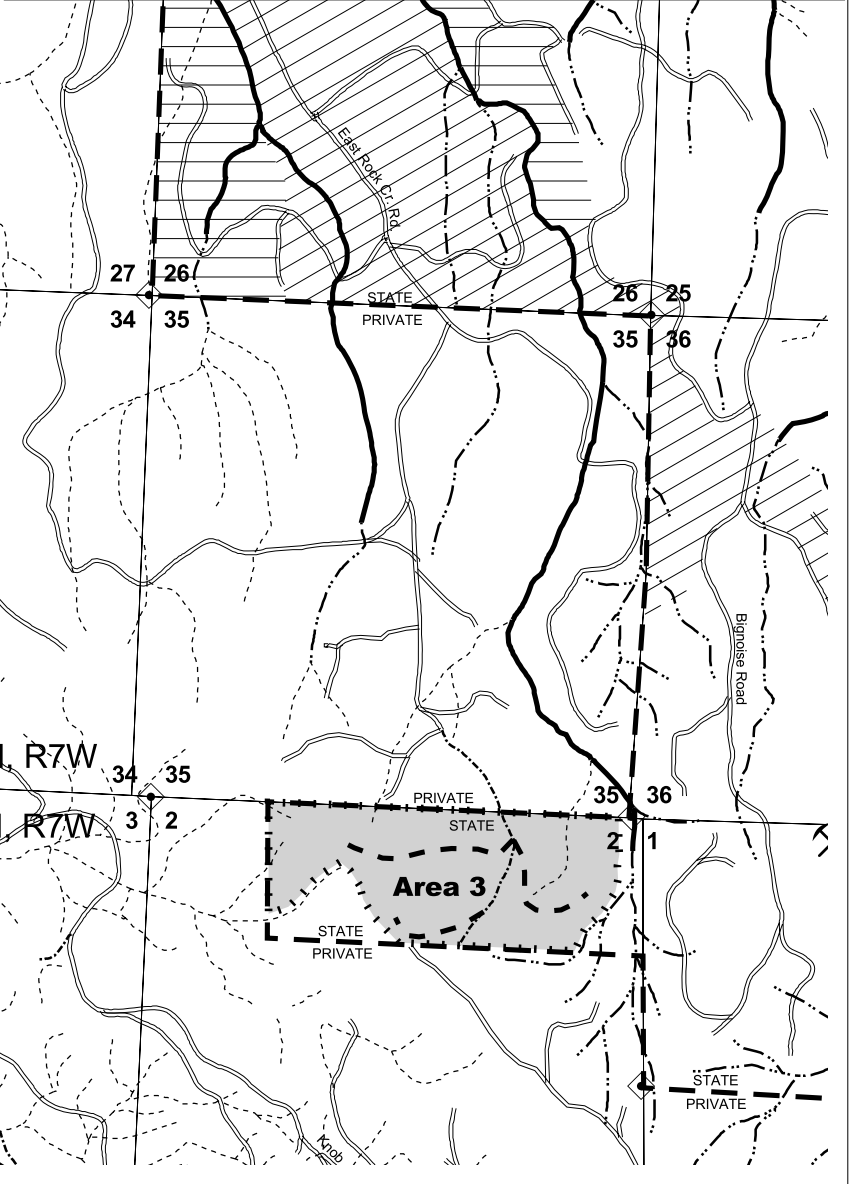 East Rock Cr. Rd.
27 26
STATE
26 25
34 35
PRIVATE
35 36
Bignoise Road
, R7W
34 35
PRIVATE
35 36
, R7W
3 2
STATE
2 1
Area 3
STATE
PRIVATE
STATE
PRIVATE
Knob